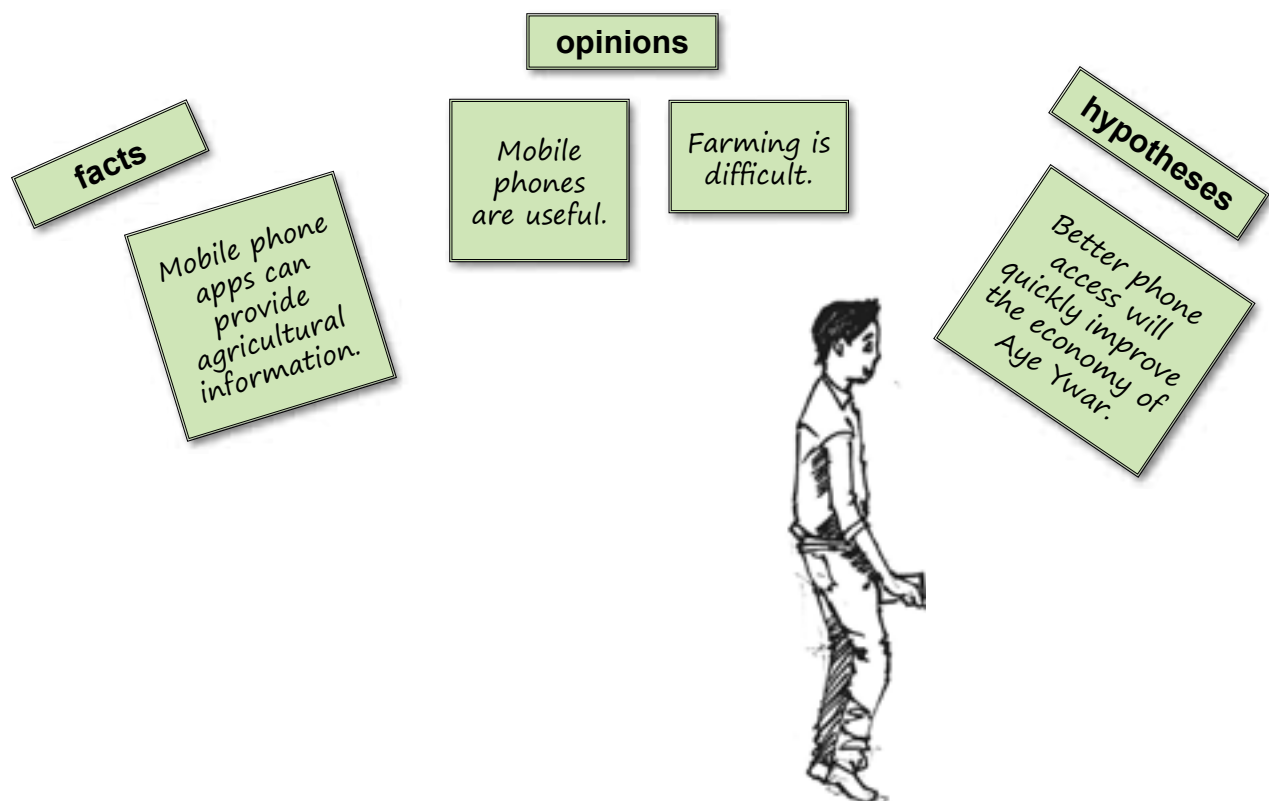 facts
Mobile phone
apps can
provide
agricultural
information.
opinions
Mobile
phones
are useful.
Farming is
difficult.
hypotheses
Better phone
access will
quickly improve
the economy of
Aye Ywar.